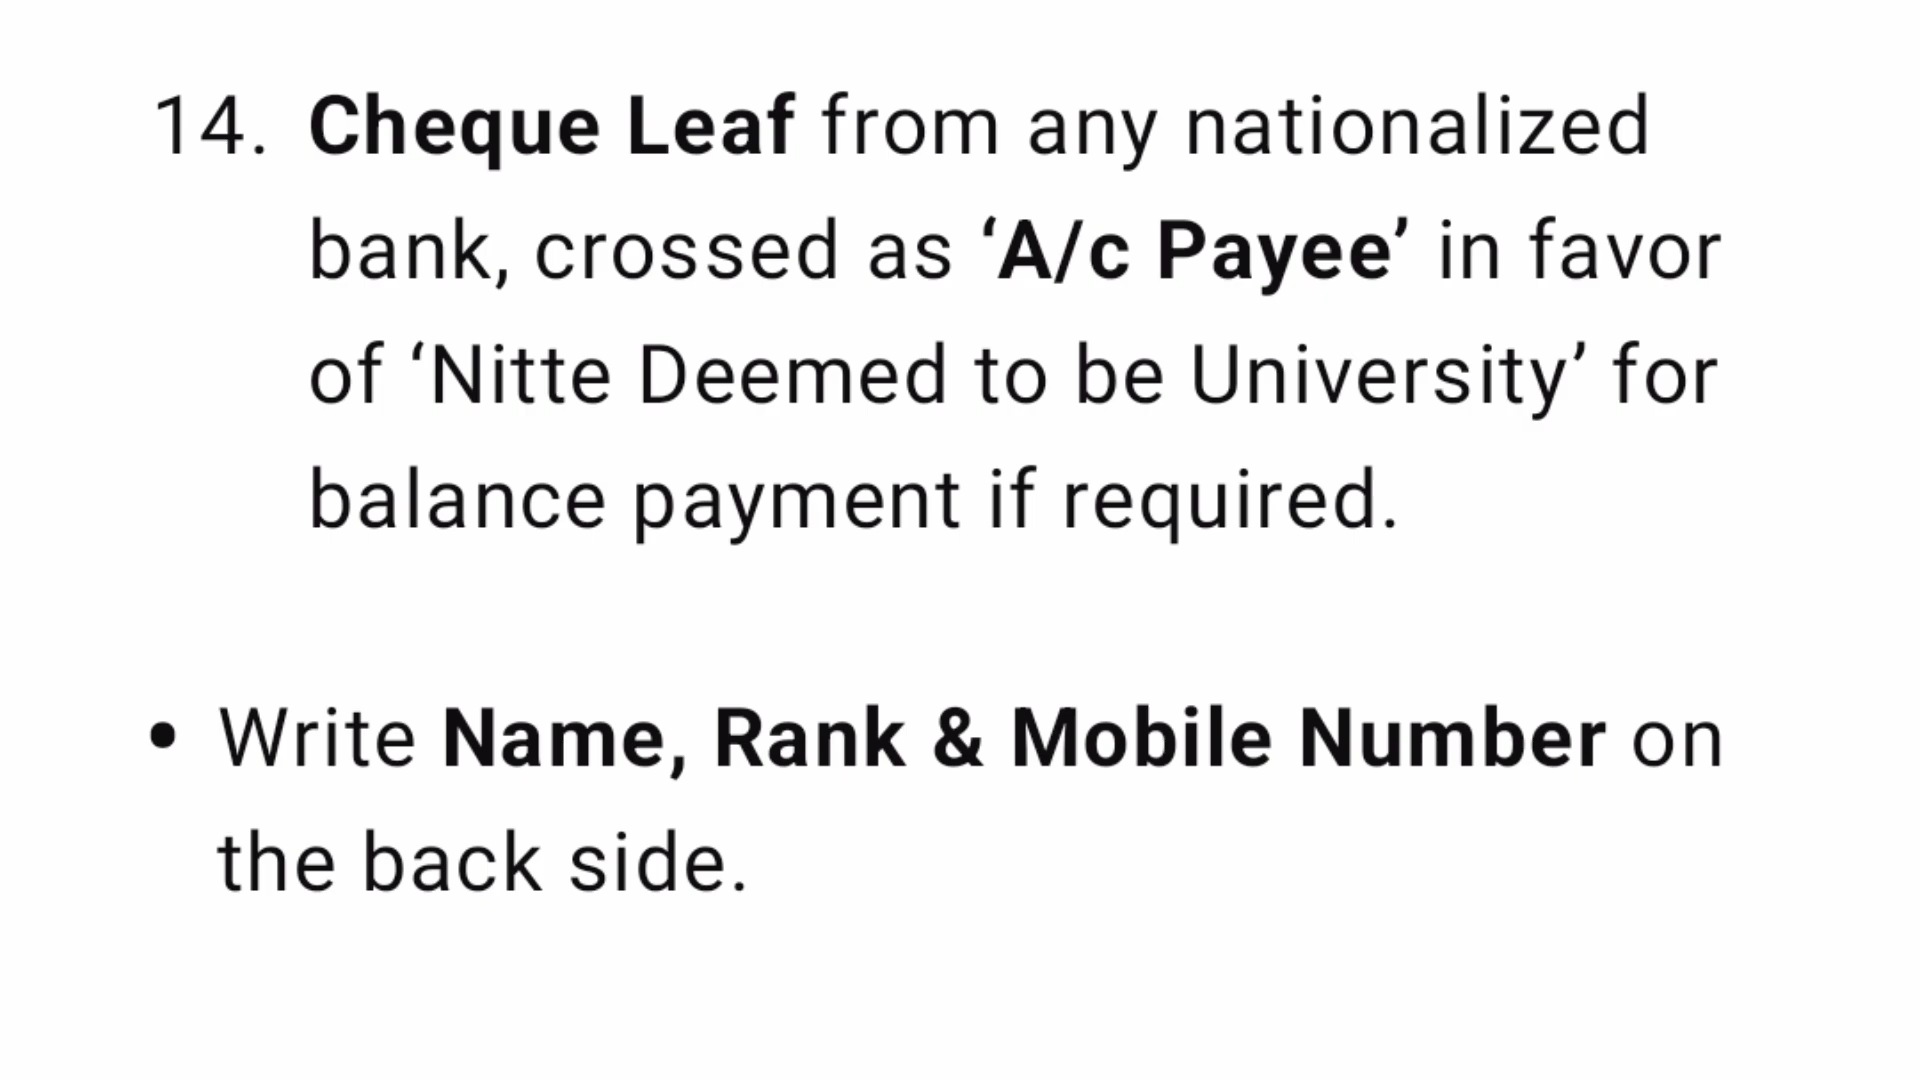 14. Cheque Leaf from any nationalized
bank, crossed as ‘A/c Payee’ in favor
of ‘Nitte Deemed to be University’ for
balance payment if required.
• Write Name, Rank & Mobile Number on
the back side.